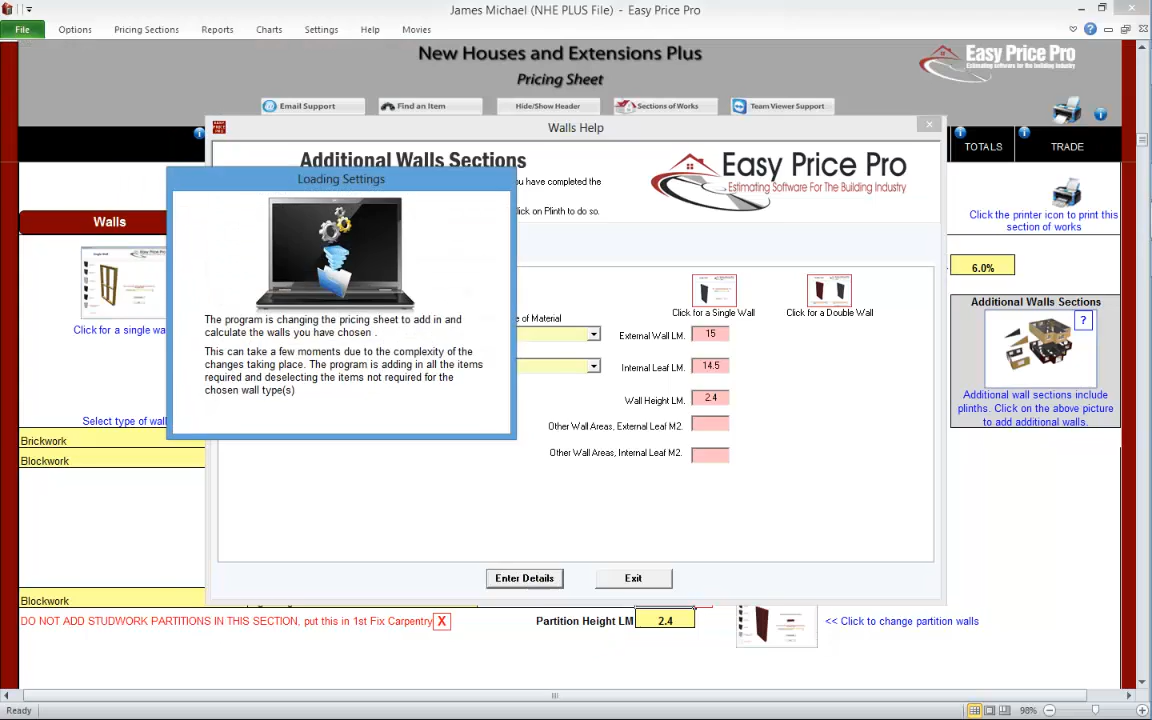 James Michael (NHE PLUS File) - Easy Price Pro
File Options Pricing Sections Reports Charts Settings Help Movies
New Houses and Extensions Plus
Pricing Sheet
Easy Price Pro
Estimating software for the building industry
Email Support Find an Item Hide/Show Header Sections of Works Team Viewer Support
Walls Help
TOTALS TRADE
Additional Walls Sections
you have completed the
click on Plinth to do so.
Easy Price Pro
Estimating Software For The Building Industry
Loading Settings
The program is changing the pricing sheet to add in and
calculate the walls you have chosen .
This can take a few moments due to the complexity of the
changes taking place. The program is adding in all the items
required and deselecting the items not required for the
chosen wall type(s)
Walls
Click for a single wa
Select type of wall
Brickwork
Blockwork
Blockwork
e of Material
Click for a Single Wall
Click for a Double Wall
External Wall LM. 15
Internal Leaf LM. 14.5
Wall Height LM. 2.4
Other Wall Areas, External Leaf M2.
Other Wall Areas, Internal Leaf M2.
Enter Details Exit
Click the printer icon to print this
section of works
6.0%
Additional Walls Sections
?
Additional wall sections include
plinths. Click on the above picture
to add additional walls.
DO NOT ADD STUDWORK PARTITIONS IN THIS SECTION, put this in 1st Fix Carpentry X
Partition Height LM 2.4
<< Click to change partition walls
Ready
98%